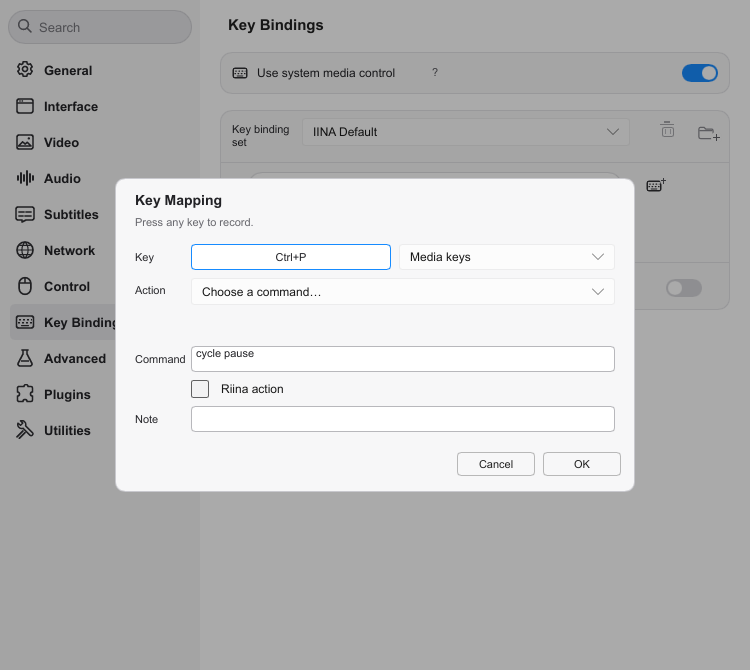 Search
General
Interface
Video
Audio
Subtitles
Network
Control
Key Binding
Advanced
Plugins
Utilities
Key Bindings
Use system media control ?
Key binding set
IINA Default
Key Mapping
Press any key to record.
Key Ctrl+P Media keys
Action Choose a command…
Command cycle pause
Riina action
Note
Cancel OK